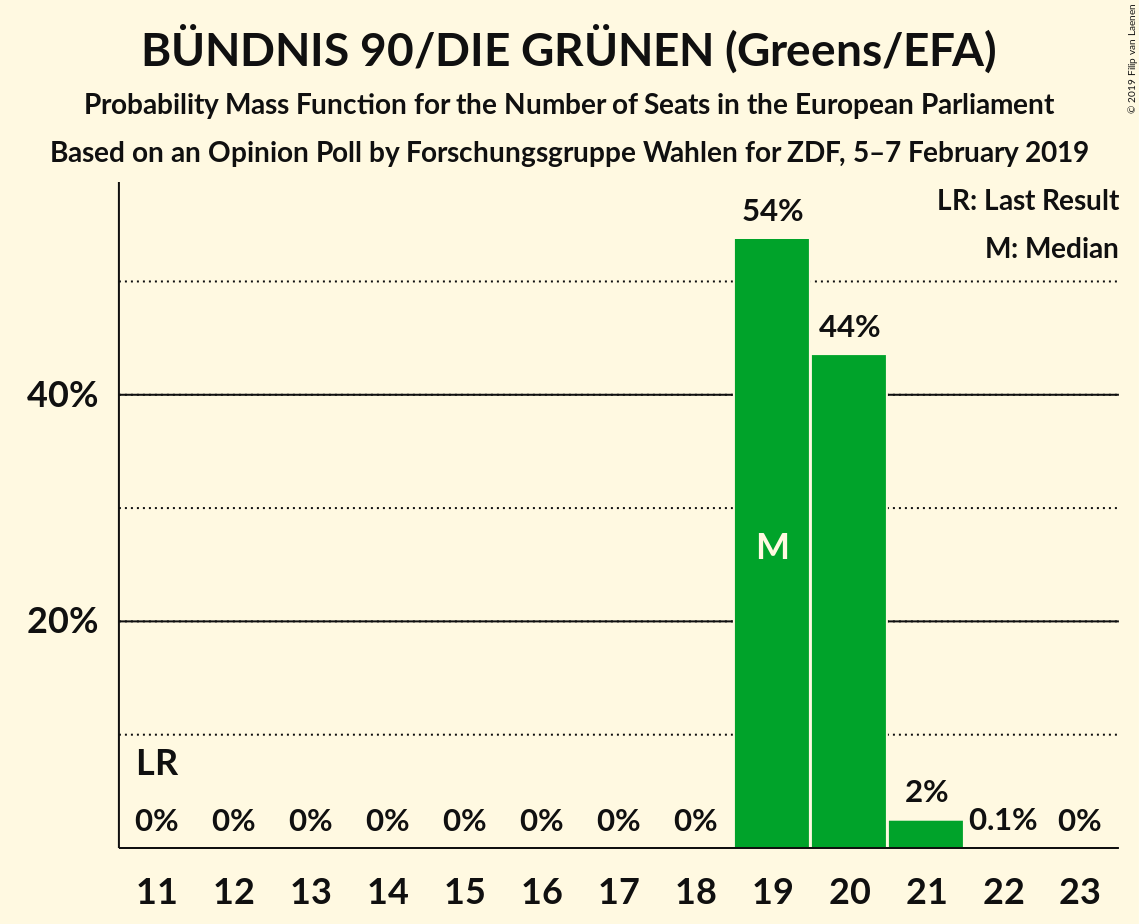 BÜNDNIS 90/DIE GRÜNEN (Greens/EFA)
Probability Mass Function for the Number of Seats in the European Parliament
Based on an Opinion Poll by Forschungsgruppe Wahlen for ZDF, 5–7 February 2019
© 2019 Filip van Laenen
LR: Last Result
M: Median
54%
44%
40%
M
20%
LR
2%
0% 0% 0% 0% 0% 0% 0% 0% 0.1% 0%
11 12 13 14 15 16 17 18 19 20 21 22 23